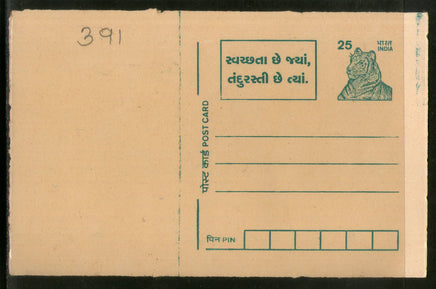 391
સ્વચ્છતા છે જ્યાં,
તંદુરસ્તી છે ત્યાં.
25 भारत
INDIA
पोस्ट कार्ड POST CARD
पिन PIN